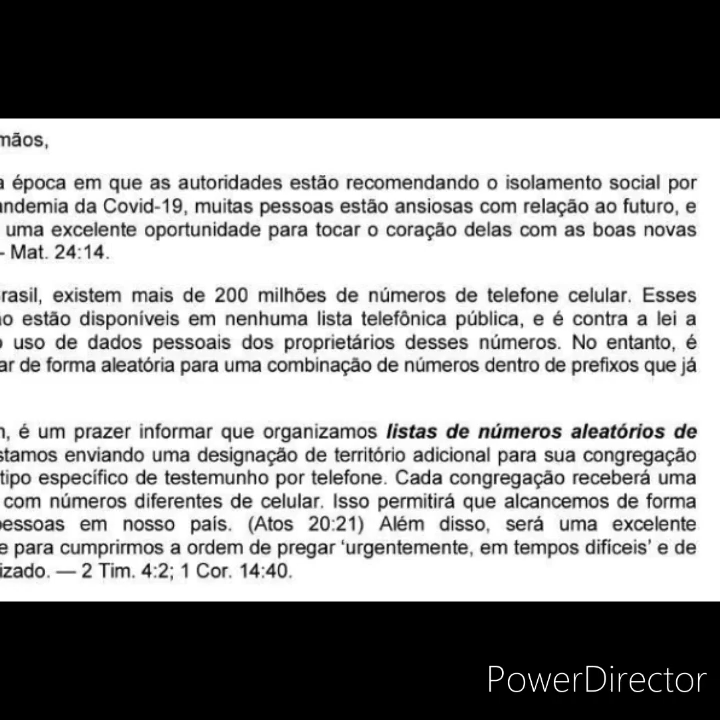 mãos,
a época em que as autoridades estão recomendando o isolamento social por
andemia da Covid-19, muitas pessoas estão ansiosas com relação ao futuro, e
uma excelente oportunidade para tocar o coração delas com as boas novas
- Mat. 24:14.
rasil, existem mais de 200 milhões de números de telefone celular. Esses
ão estão disponíveis em nenhuma lista telefônica pública, e é contra a lei a
o uso de dados pessoais dos proprietários desses números. No entanto, é
ar de forma aleatória para uma combinação de números dentro de prefixos que já
m, é um prazer informar que organizamos listas de números aleatórios de
stamos enviando uma designação de território adicional para sua congregação
tipo específico de testemunho por telefone. Cada congregação receberá uma
com números diferentes de celular. Isso permitirá que alcancemos de forma
pessoas em nosso país. (Atos 20:21) Além disso, será uma excelente
e para cumprirmos a ordem de pregar ‘urgentemente, em tempos difíceis’ e de
izado. — 2 Tim. 4:2; 1 Cor. 14:40.
PowerDirector